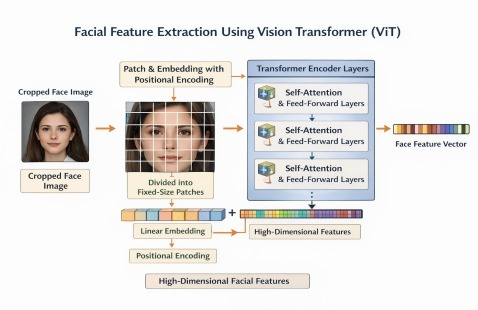 Facial Feature Extraction Using Vision Transformer (ViT)
Patch & Embedding with
Positional Encoding
Transformer Encoder Layers
Cropped Face Image
Self-Attention
& Feed-Forward Layers
Self-Attention
& Feed-Forward Layers
Self-Attention
& Feed-Forward Layers
Face Feature Vector
Cropped Face
Image
Divided into
Fixed-Size Patches
+
Linear Embedding
High-Dimensional Features
Positional Encoding
High-Dimensional Facial Features